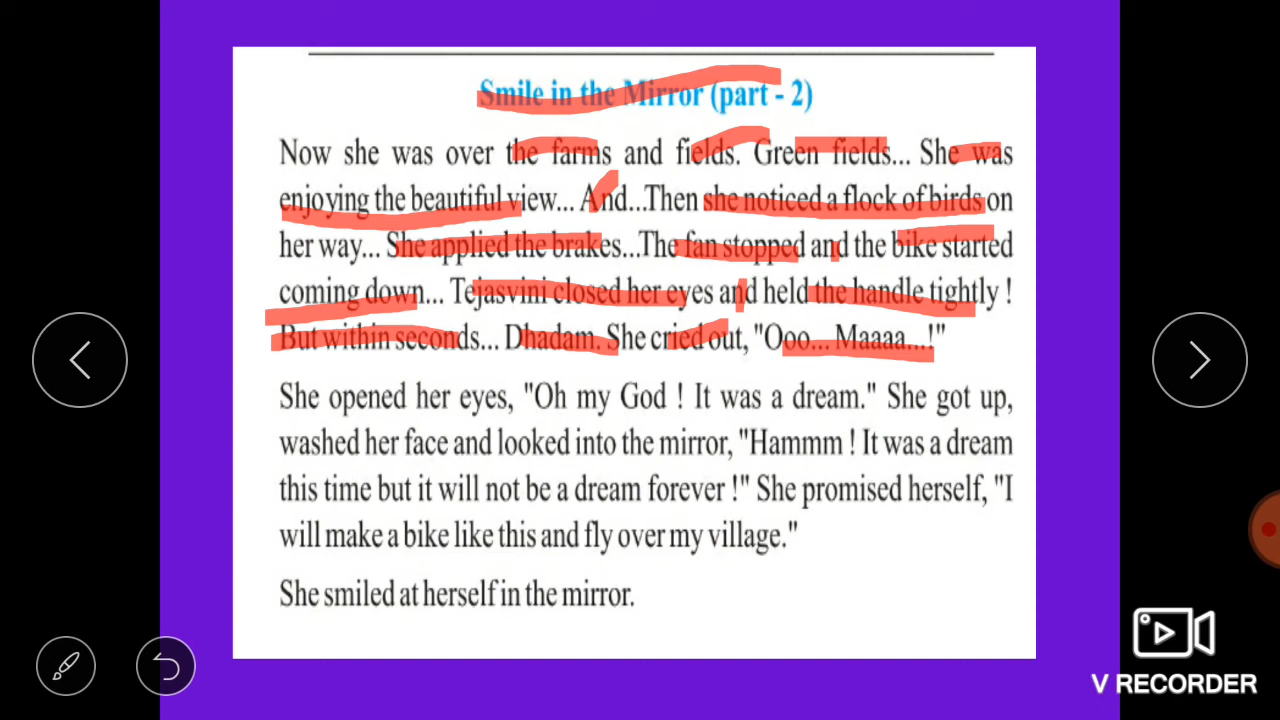 Smile in the Mirror (part - 2)
Now she was over the farms and fields. Green fields... She was
enjoying the beautiful view... And...Then she noticed a flock of birds on
her way... She applied the brakes...The fan stopped and the bike started
coming down... Tejasvini closed her eyes and held the handle tightly !
But within seconds... Dhadam. She cried out, "Ooo... Maaaa...!"
She opened her eyes, "Oh my God ! It was a dream." She got up,
washed her face and looked into the mirror, "Hammm ! It was a dream
this time but it will not be a dream forever !" She promised herself, "I
will make a bike like this and fly over my village."
She smiled at herself in the mirror.
V RECORDER